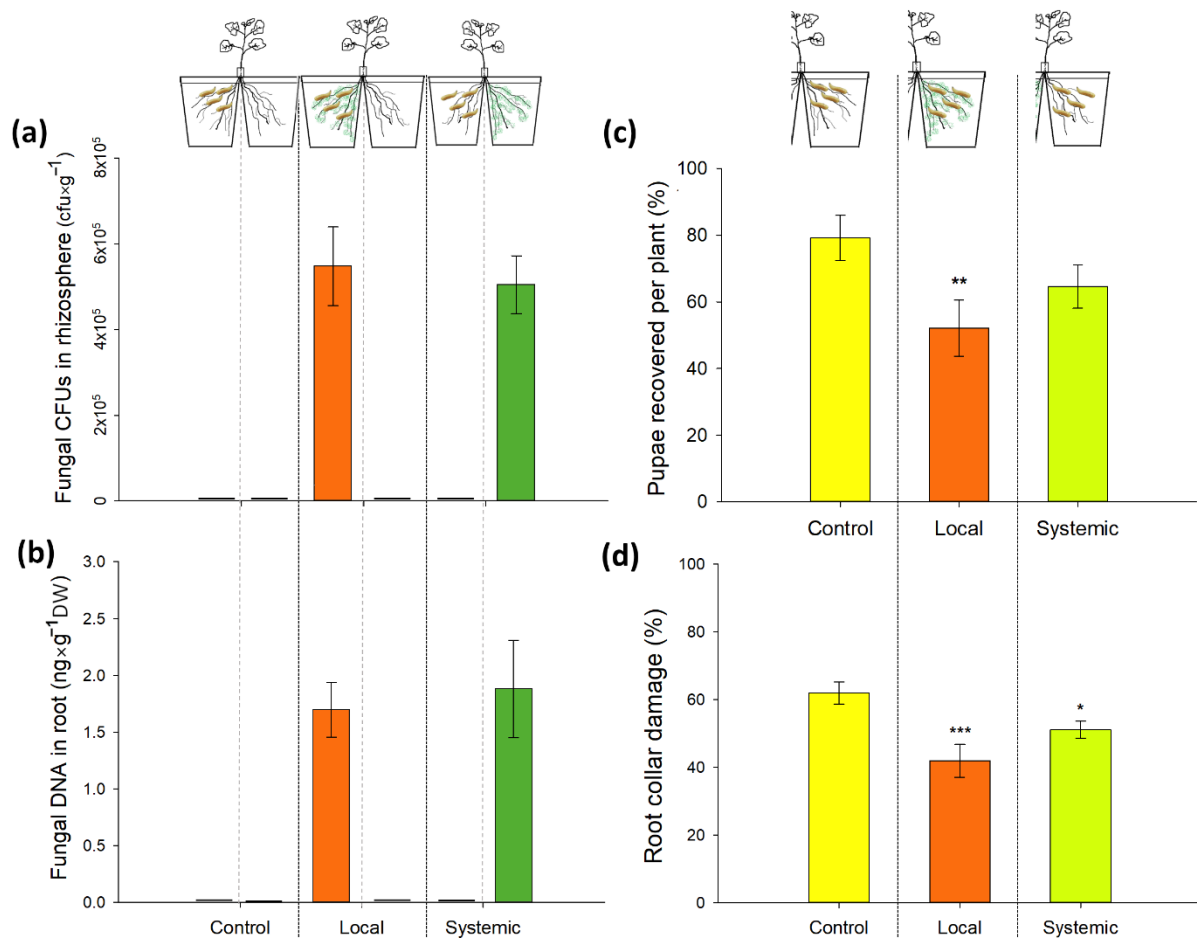 (a)
Fungal CFUs in rhizosphere (cfu×g⁻¹)
8x10⁵
6x10⁵
4x10⁵
2x10⁵
0
(b)
Fungal DNA in root (ng×g⁻¹DW)
3.0
2.5
2.0
1.5
1.0
0.5
0.0
Control Local Systemic
(c)
Pupae recovered per plant (%)
100
80
60
40
20
0
**
Control Local Systemic
(d)
Root collar damage (%)
100
80
60
40
20
0
***
*
Control Local Systemic